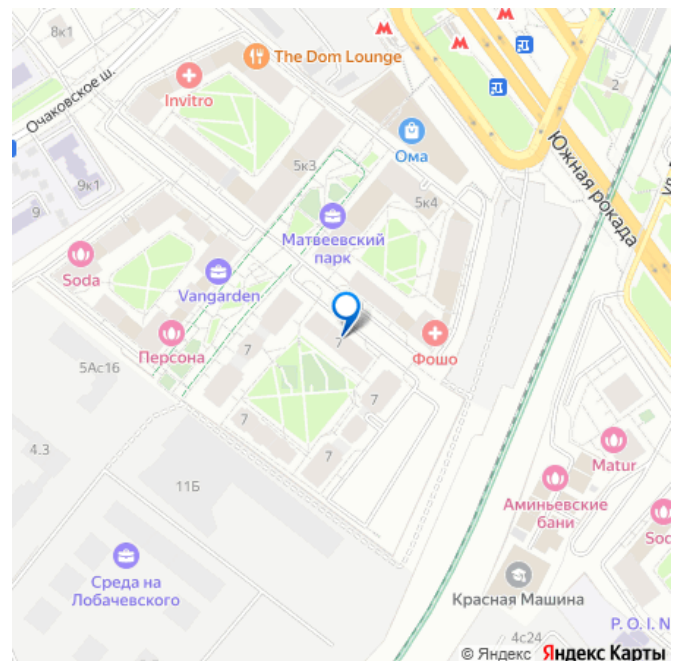 8к1
The Dom Lounge
Invitro
Очаковское ш.
2
Ома
5к3
Южная рокада
9к1
9
5к4
Матвеевский
парк
Soda
Vangarden
Персона
7
7
Фошо
5Ас16
7
7
7
4.3
11Б
Matur
Аминьевские
бани
Soc
Среда на
Лобачевского
Красная Машина
P. O. I. N
4с24
© Яндекс Яндекс Карты